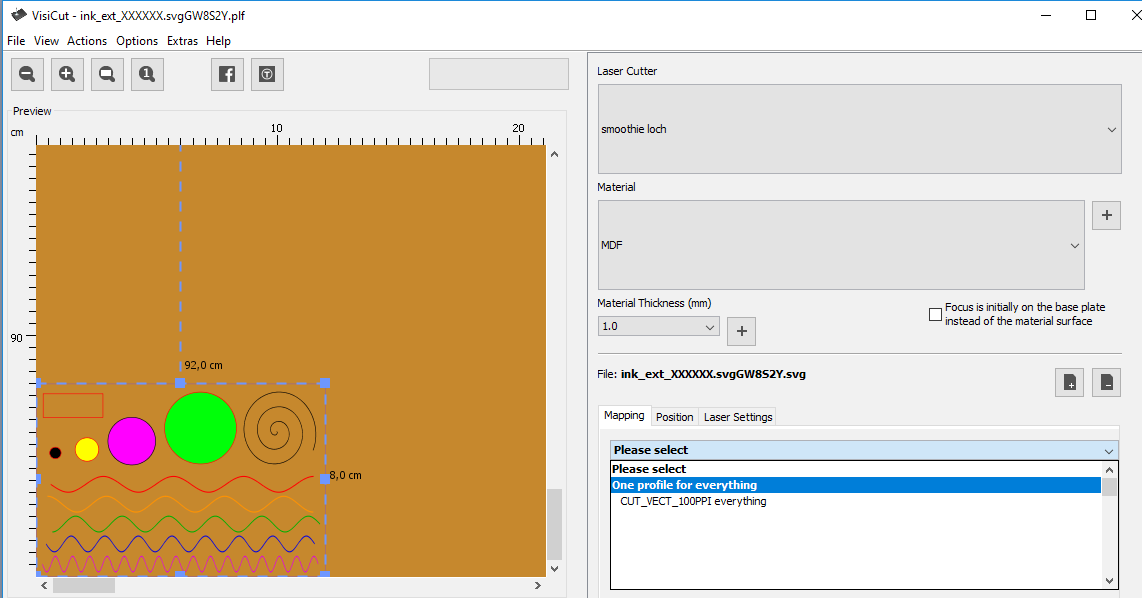 VisiCut - ink_ext_XXXXXX.svgGW8S2Y.plf
File View Actions Options Extras Help
Preview
cm
10
20
90
92,0 cm
8,0 cm
Laser Cutter
smoothie loch
Material
MDF
Material Thickness (mm)
1.0
Focus is initially on the base plate
instead of the material surface
File: ink_ext_XXXXXX.svgGW8S2Y.svg
Mapping Position Laser Settings
Please select
Please select
One profile for everything
CUT_VECT_100PPI everything